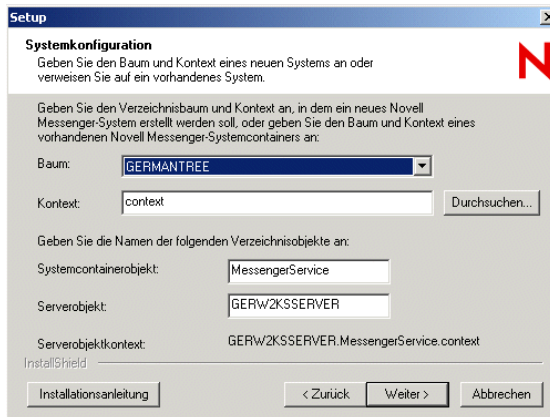 Setup
Systemkonfiguration
Geben Sie den Baum und Kontext eines neuen Systems an oder
verweisen Sie auf ein vorhandenes System.
N
Geben Sie den Verzeichnisbaum und Kontext an, in dem ein neues Novell
Messenger-System erstellt werden soll, oder geben Sie den Baum und Kontext eines
vorhandenen Novell Messenger-Systemcontainers an:
Baum: GERMANTREE
Kontext: context Durchsuchen...
Geben Sie die Namen der folgenden Verzeichnisobjekte an:
Systemcontainerobjekt: MessengerService
Serverobjekt: GERW2KSSERVER
Serverobjektkontext: GERW2KSSERVER.MessengerService.context
InstallShield
Installationsanleitung < Zurück Weiter > Abbrechen